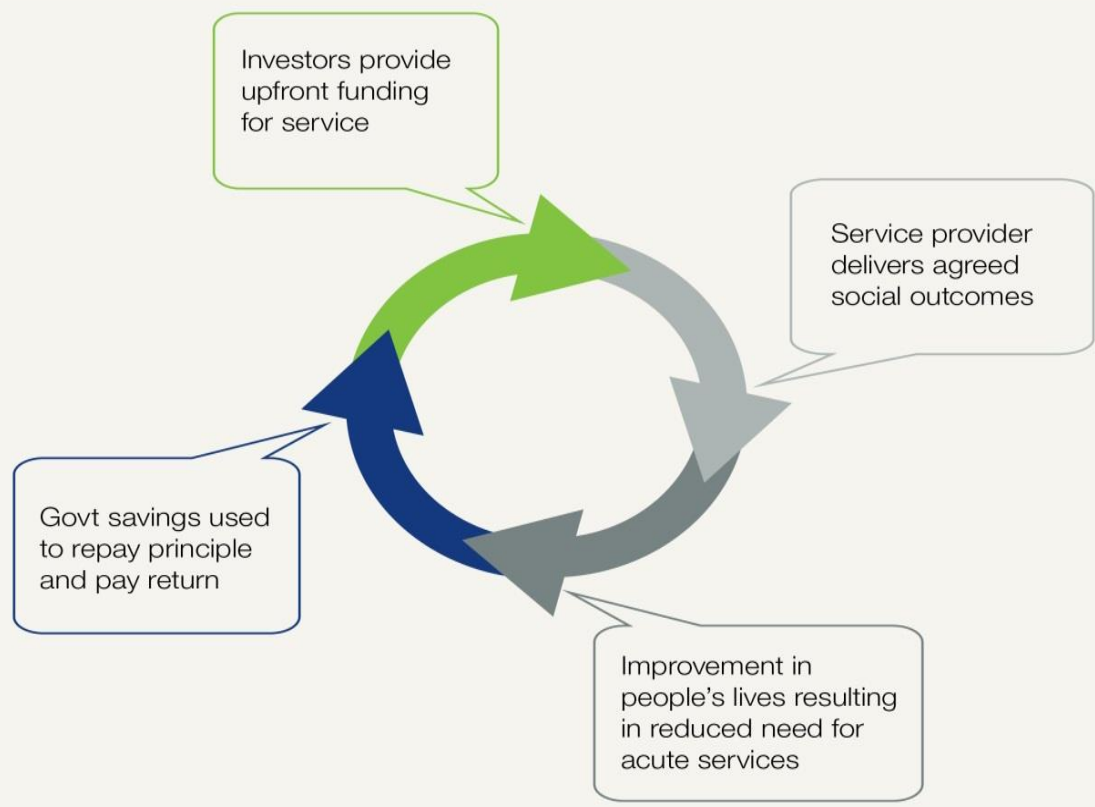 Investors provide
upfront funding
for service
Service provider
delivers agreed
social outcomes
Improvement in
people's lives resulting
in reduced need for
acute services
Govt savings used
to repay principle
and pay return